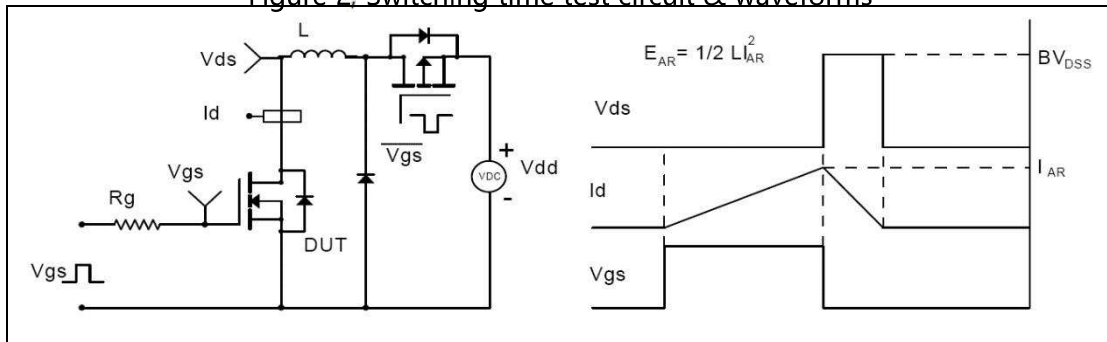 Figure 2, Switching time test circuit & waveforms
L
Vds
Id
Vgs
Rg
Vgs
DUT
Vgs
+
VDC
-
Vdd
E_AR = 1/2 LI_AR^2
BV_DSS
Vds
I_AR
Id
Vgs